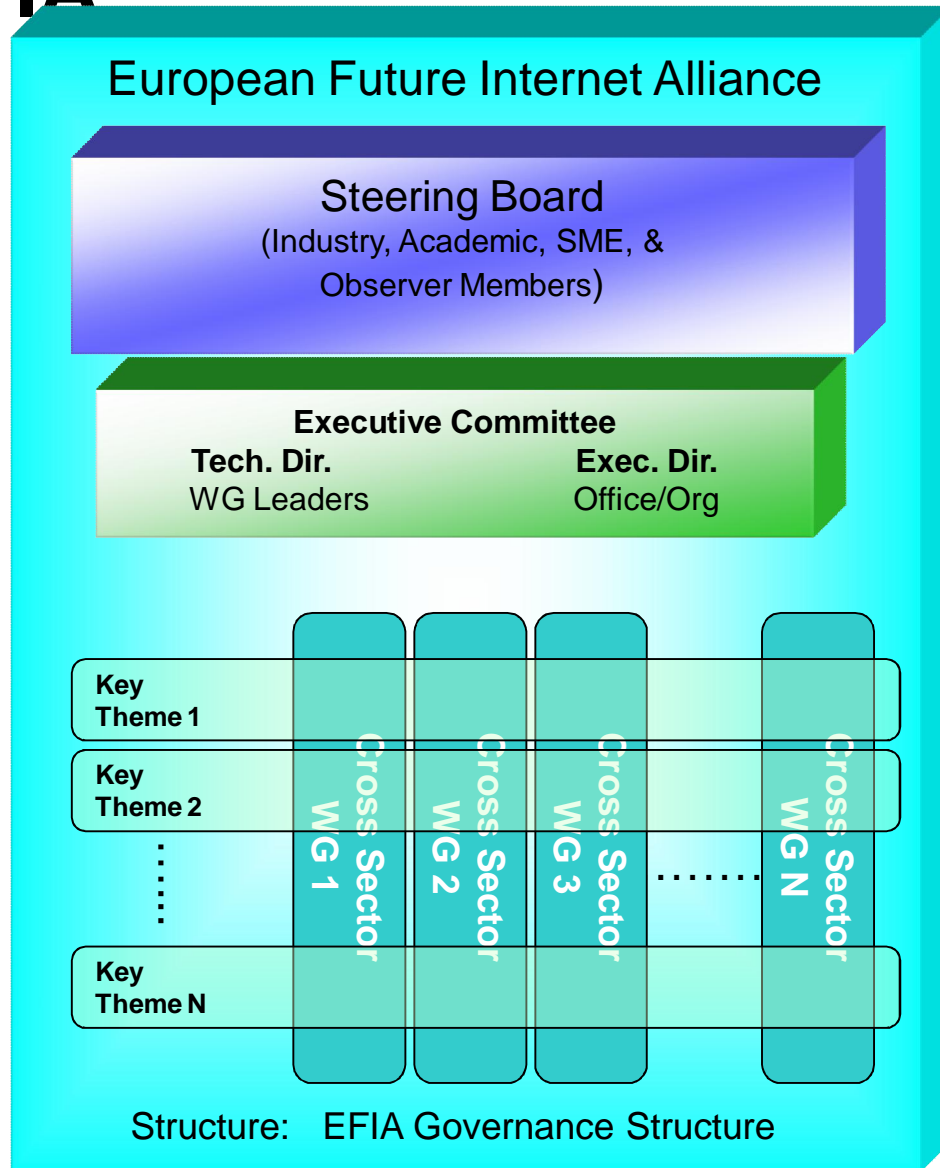 IA
European Future Internet Alliance
Steering Board
(Industry, Academic, SME, &
Observer Members)
Executive Committee
Tech. Dir. Exec. Dir.
WG Leaders Office/Org
Key
Theme 1
Key
Theme 2
Key
Theme N
Cross Sector
WG 1
Cross Sector
WG 2
Cross Sector
WG 3
Cross Sector
WG N
Structure: EFIA Governance Structure